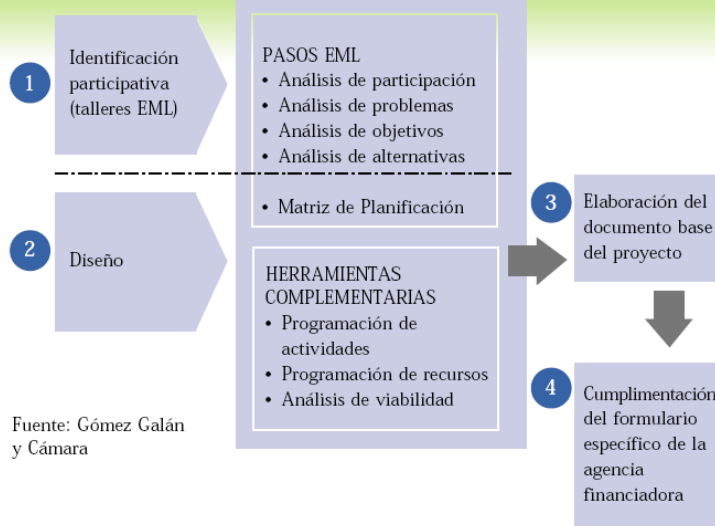 1
Identificación
participativa
(talleres EML)
PASOS EML
• Análisis de participación
• Análisis de problemas
• Análisis de objetivos
• Análisis de alternativas
• Matriz de Planificación
2
Diseño
HERRAMIENTAS
COMPLEMENTARIAS
• Programación de
actividades
• Programación de recursos
• Análisis de viabilidad
3
Elaboración del
documento base
del proyecto
4
Cumplimentación
del formulario
específico de la
agencia
financiadora
Fuente: Gómez Galán
y Cámara